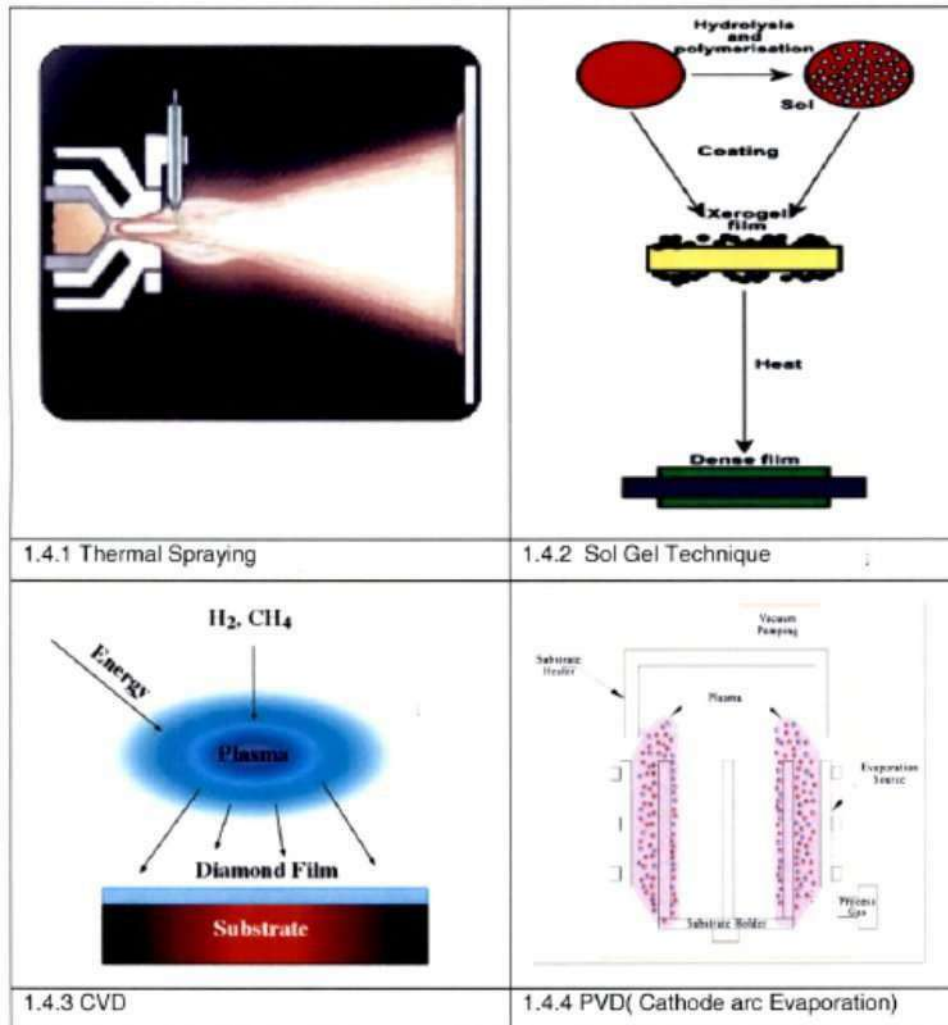 Hydrolysis
and
polymerisation
Sol
Coating
Xerogel
film
Heat
Dense film
1.4.1 Thermal Spraying
1.4.2 Sol Gel Technique
H₂, CH₄
Energy
Plasma
Diamond Film
Substrate
1.4.3 CVD
Vacuum
Pumping
Substrate
Heater
Plasma
Evaporation
Source
Process
Gas
Substrate Holder
1.4.4 PVD( Cathode arc Evaporation)